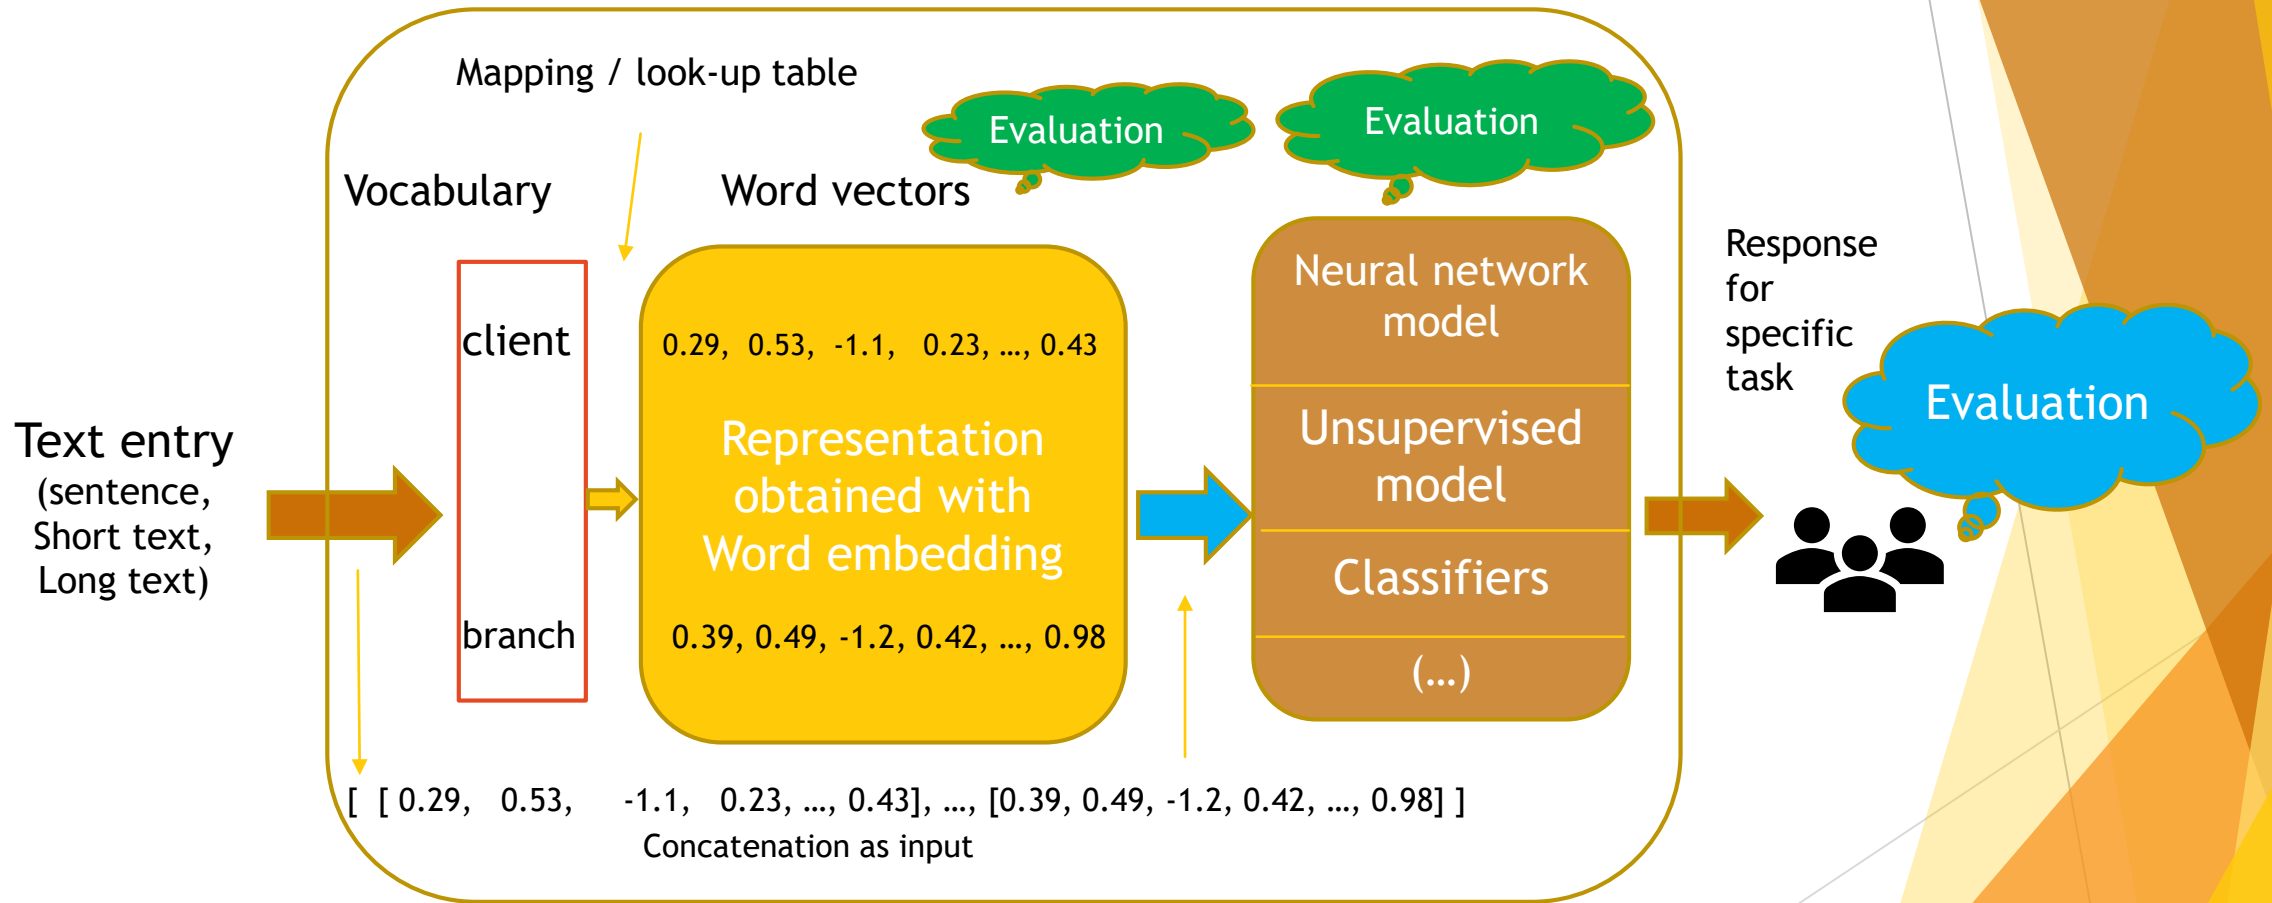 Mapping / look-up table
Evaluation
Evaluation
Vocabulary
Word vectors
Text entry
(sentence,
Short text,
Long text)
client
branch
0.29, 0.53, -1.1, 0.23, …, 0.43
Representation
obtained with
Word embedding
0.39, 0.49, -1.2, 0.42, …, 0.98
Neural network
model
Unsupervised
model
Classifiers
(…)
Response
for
specific
task
Evaluation
[ [ 0.29, 0.53, -1.1, 0.23, …, 0.43], …, [0.39, 0.49, -1.2, 0.42, …, 0.98] ]
Concatenation as input